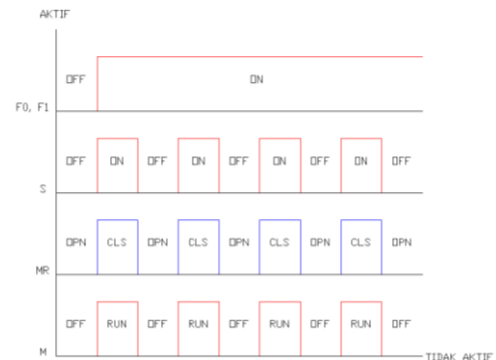 AKTIF
OFF ON
F0, F1
OFF ON OFF ON OFF ON OFF ON OFF
S
OPN CLS OPN CLS OPN CLS OPN CLS OPN
MR
OFF RUN OFF RUN OFF RUN OFF RUN OFF
M TIDAK AKTIF